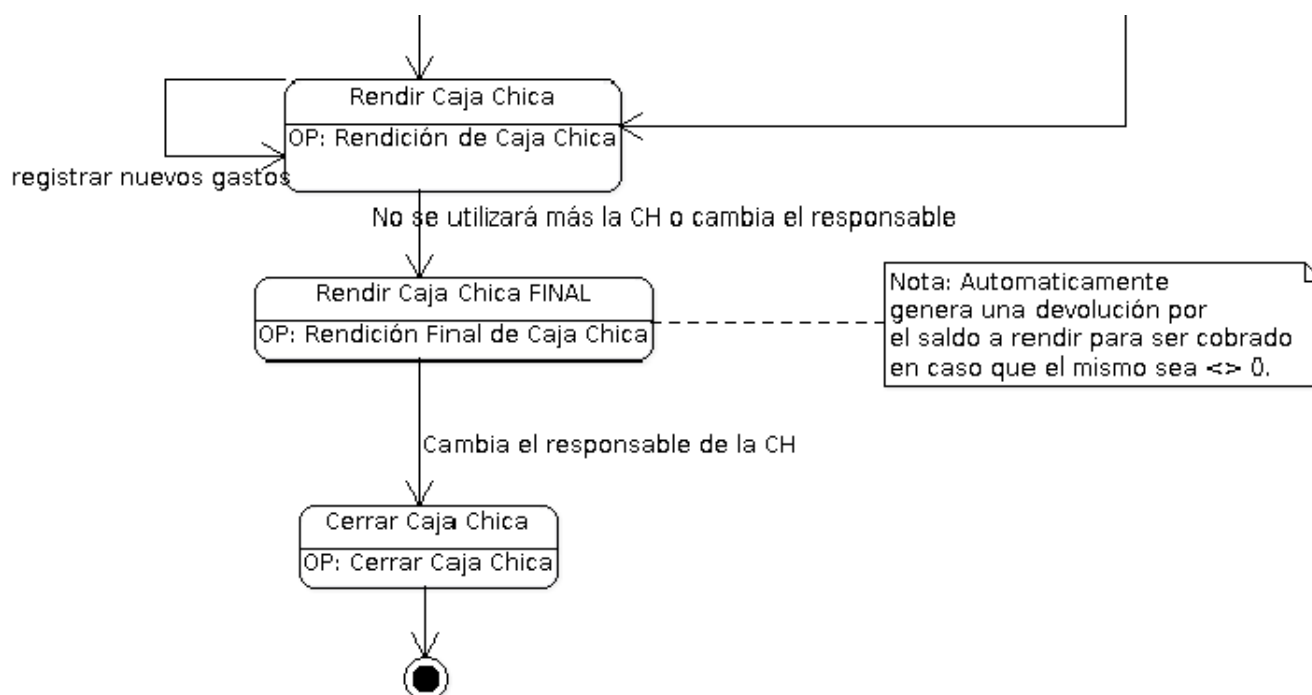 Rendir Caja Chica
OP: Rendición de Caja Chica
registrar nuevos gastos
No se utilizará más la CH o cambia el responsable
Rendir Caja Chica FINAL
OP: Rendición Final de Caja Chica
Nota: Automaticamente
genera una devolución por
el saldo a rendir para ser cobrado
en caso que el mismo sea <> 0.
Cambia el responsable de la CH
Cerrar Caja Chica
OP: Cerrar Caja Chica